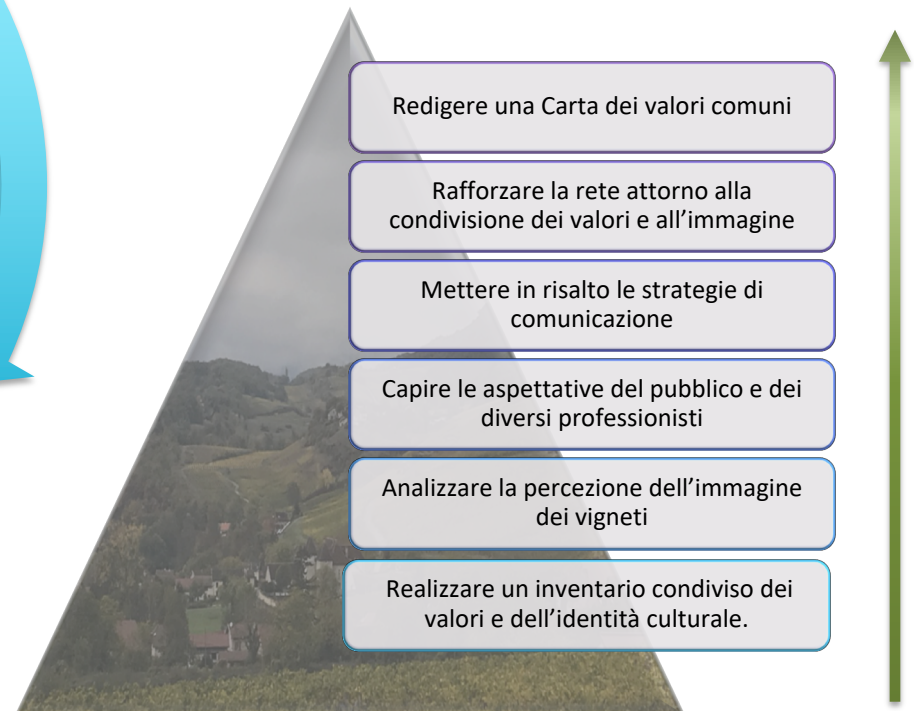 Redigere una Carta dei valori comuni
Rafforzare la rete attorno alla
condivisione dei valori e all’immagine
Mettere in risalto le strategie di
comunicazione
Capire le aspettative del pubblico e dei
diversi professionisti
Analizzare la percezione dell’immagine
dei vigneti
Realizzare un inventario condiviso dei
valori e dell’identità culturale.